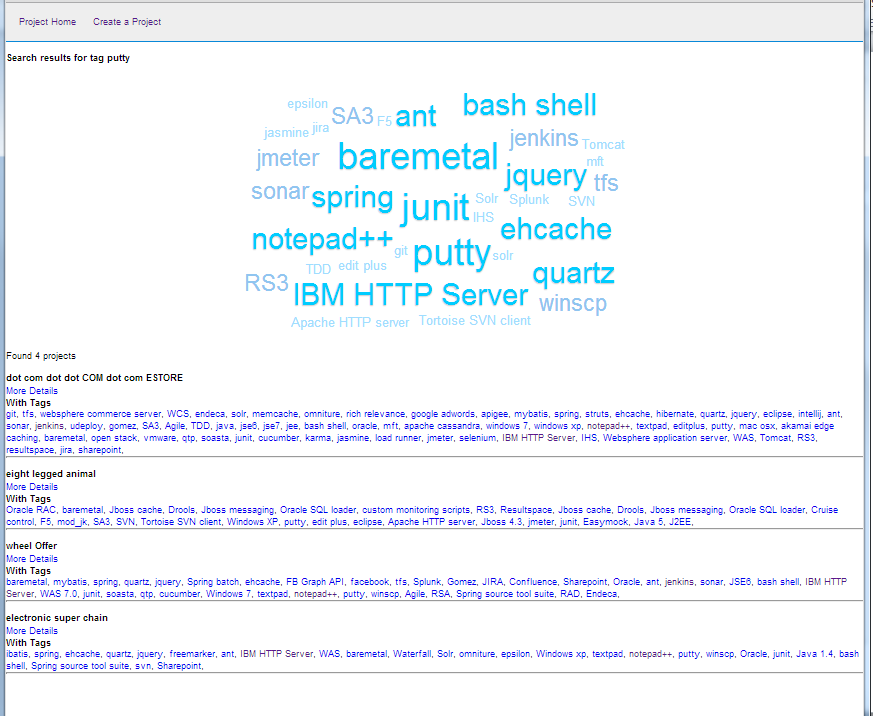 Project Home Create a Project
Search results for tag putty
epsilon SA3 F5 ant bash shell
jasmine jira jenkins Tomcat
jmeter baremetal mft
sonar spring jquery tfs
junit Solr Splunk SVN
IHS
notepad++ git putty solr ehcache
TDD edit plus quartz
RS3 IBM HTTP Server winscp
Apache HTTP server Tortoise SVN client
Found 4 projects
dot com dot dot COM dot com ESTORE
More Details
With Tags
git, tfs, websphere commerce server, WCS, endeca, solr, memcache, omniture, rich relevance, google adwords, apigee, mybatis, spring, struts, ehcache, hibernate, quartz, jquery, eclipse, intellij, ant,
sonar, jenkins, udeploy, gomez, SA3, Agile, TDD, java, jse6, jse7, jee, bash shell, oracle, mft, apache cassandra, windows 7, windows xp, notepad++, textpad, editplus, putty, mac osx, akamai edge
caching, baremetal, open stack, vmware, qtp, soasta, junit, cucumber, karma, jasmine, load runner, jmeter, selenium, IBM HTTP Server, IHS, Websphere application server, WAS, Tomcat, RS3,
resultspace, jira, sharepoint,
eight legged animal
More Details
With Tags
Oracle RAC, baremetal, Jboss cache, Drools, Jboss messaging, Oracle SQL loader, custom monitoring scripts, RS3, Resultspace, Jboss cache, Drools, Jboss messaging, Oracle SQL loader, Cruise
control, F5, mod_jk, SA3, SVN, Tortoise SVN client, Windows XP, putty, edit plus, eclipse, Apache HTTP server, Jboss 4.3, jmeter, junit, Easymock, Java 5, J2EE,
wheel Offer
More Details
With Tags
baremetal, mybatis, spring, quartz, jquery, Spring batch, ehcache, FB Graph API, facebook, tfs, Splunk, Gomez, JIRA, Confluence, Sharepoint, Oracle, ant, jenkins, sonar, JSE6, bash shell, IBM HTTP
Server, WAS 7.0, junit, soasta, qtp, cucumber, Windows 7, textpad, notepad++, putty, winscp, Agile, RSA, Spring source tool suite, RAD, Endeca,
electronic super chain
More Details
With Tags
ibatis, spring, ehcache, quartz, jquery, freemarker, ant, IBM HTTP Server, WAS, baremetal, Waterfall, Solr, omniture, epsilon, Windows xp, textpad, notepad++, putty, winscp, Oracle, junit, Java 1.4, bash
shell, Spring source tool suite, svn, Sharepoint,